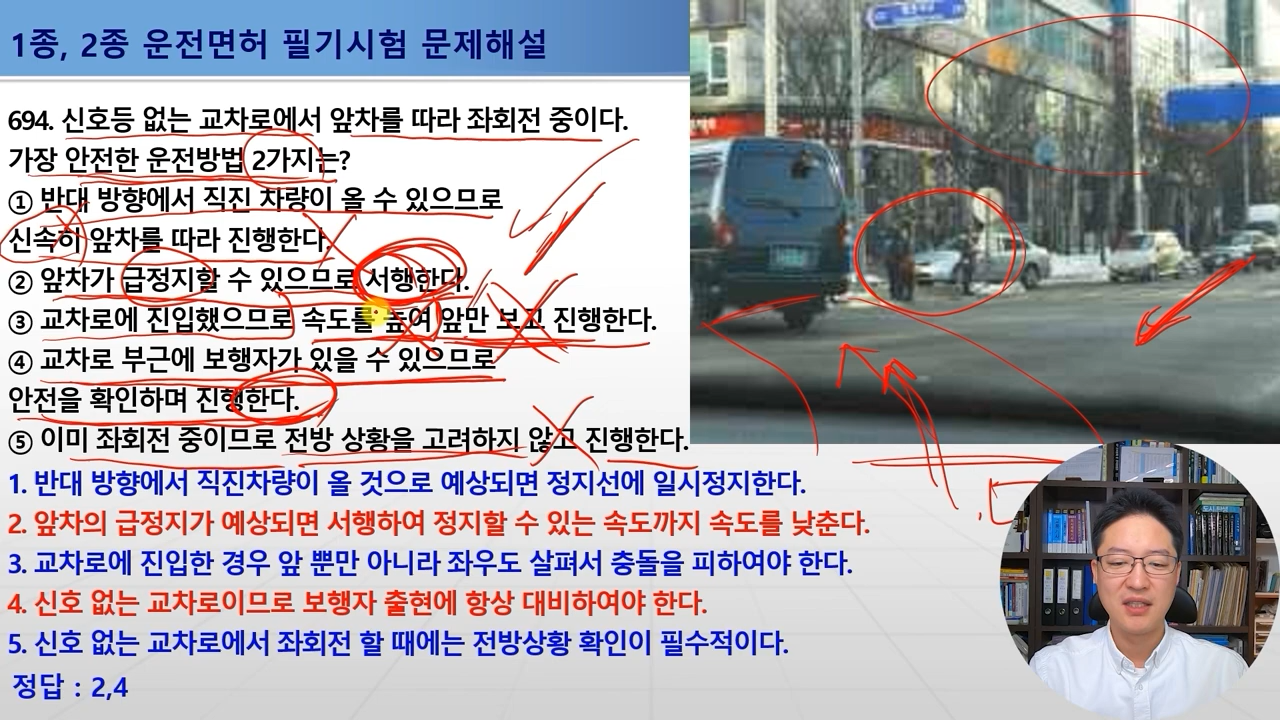 1종, 2종 운전면허 필기시험 문제해설
694. 신호등 없는 교차로에서 앞차를 따라 좌회전 중이다.
가장 안전한 운전방법 2가지는?
① 반대 방향에서 직진 차량이 올 수 있으므로
신속히 앞차를 따라 진행한다.
② 앞차가 급정지할 수 있으므로 서행한다.
③ 교차로에 진입했으므로 속도를 높여 앞만 보고 진행한다.
④ 교차로 부근에 보행자가 있을 수 있으므로
안전을 확인하며 진행한다.
⑤ 이미 좌회전 중이므로 전방 상황을 고려하지 않고 진행한다.
1. 반대 방향에서 직진차량이 올 것으로 예상되면 정지선에 일시정지한다.
2. 앞차의 급정지가 예상되면 서행하여 정지할 수 있는 속도까지 속도를 낮춘다.
3. 교차로에 진입한 경우 앞 뿐만 아니라 좌우도 살펴서 충돌을 피하여야 한다.
4. 신호 없는 교차로이므로 보행자 출현에 항상 대비하여야 한다.
5. 신호 없는 교차로에서 좌회전 할 때에는 전방상황 확인이 필수적이다.
정답 : 2,4